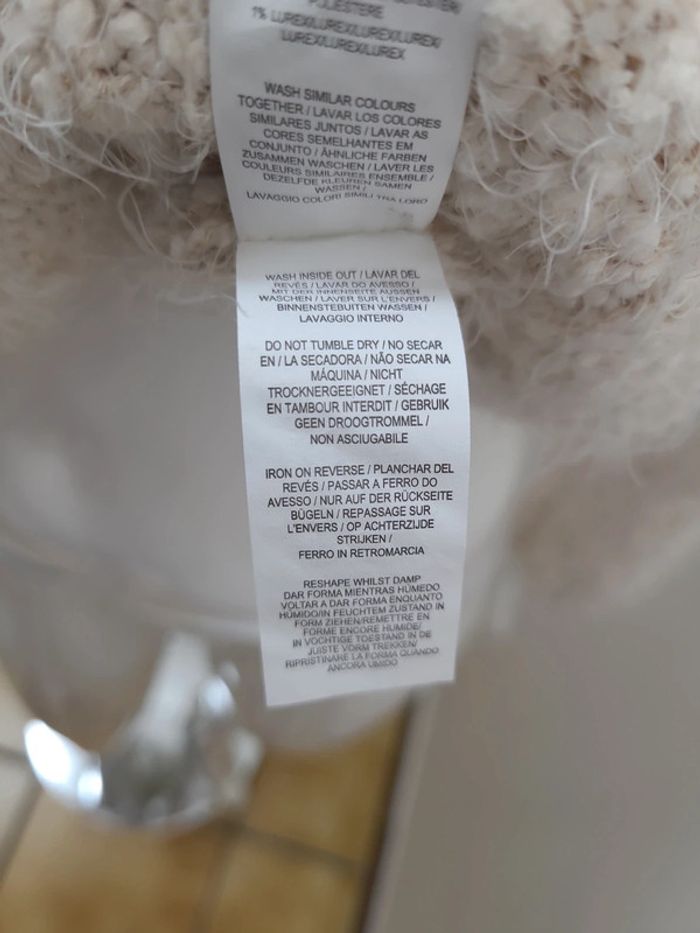 POLIÉSTERE
1% LUREX/LUREX/LUREX/LUREX/
LUREX/LUREX/LUREX
WASH SIMILAR COLOURS
TOGETHER / LAVAR LOS COLORES
SIMILARES JUNTOS / LAVAR AS
CORES SEMELHANTES EM
CONJUNTO / ÄHNLICHE FARBEN
ZUSAMMEN WASCHEN / LAVER LES
COULEURS SIMILAIRES ENSEMBLE /
DEZELFDE KLEUREN SAMEN
WASSEN /
LAVAGGIO COLORI SIMILI TRA LORO
WASH INSIDE OUT / LAVAR DEL
REVÉS / LAVAR DO AVESSO /
MIT DER INNENSEITE AUSSEN
WASCHEN / LAVER SUR L'ENVERS /
BINNENSTEBUITEN WASSEN /
LAVAGGIO INTERNO
DO NOT TUMBLE DRY / NO SECAR
EN / LA SECADORA / NÃO SECAR NA
MÁQUINA / NICHT
TROCKNERGEEIGNET / SÉCHAGE
EN TAMBOUR INTERDIT / GEBRUIK
GEEN DROOGTROMMEL /
NON ASCIUGABILE
IRON ON REVERSE / PLANCHAR DEL
REVÉS / PASSAR A FERRO DO
AVESSO / NUR AUF DER RÜCKSEITE
BÜGELN / REPASSAGE SUR
L'ENVERS / OP ACHTERZIJDE
STRIJKEN /
FERRO IN RETROMARCIA
RESHAPE WHILST DAMP
DAR FORMA MIENTRAS HÚMEDO
VOLTAR A DAR FORMA ENQUANTO
HÚMIDO/IN FEUCHTEM ZUSTAND IN
FORM ZIEHEN/REMETTRE EN
FORME ENCORE HUMIDE/
IN VOCHTIGE TOESTAND IN DE
JUISTE VORM TREKKEN/
RIPRISTINARE LA FORMA QUANDO
ANCORA UMIDO